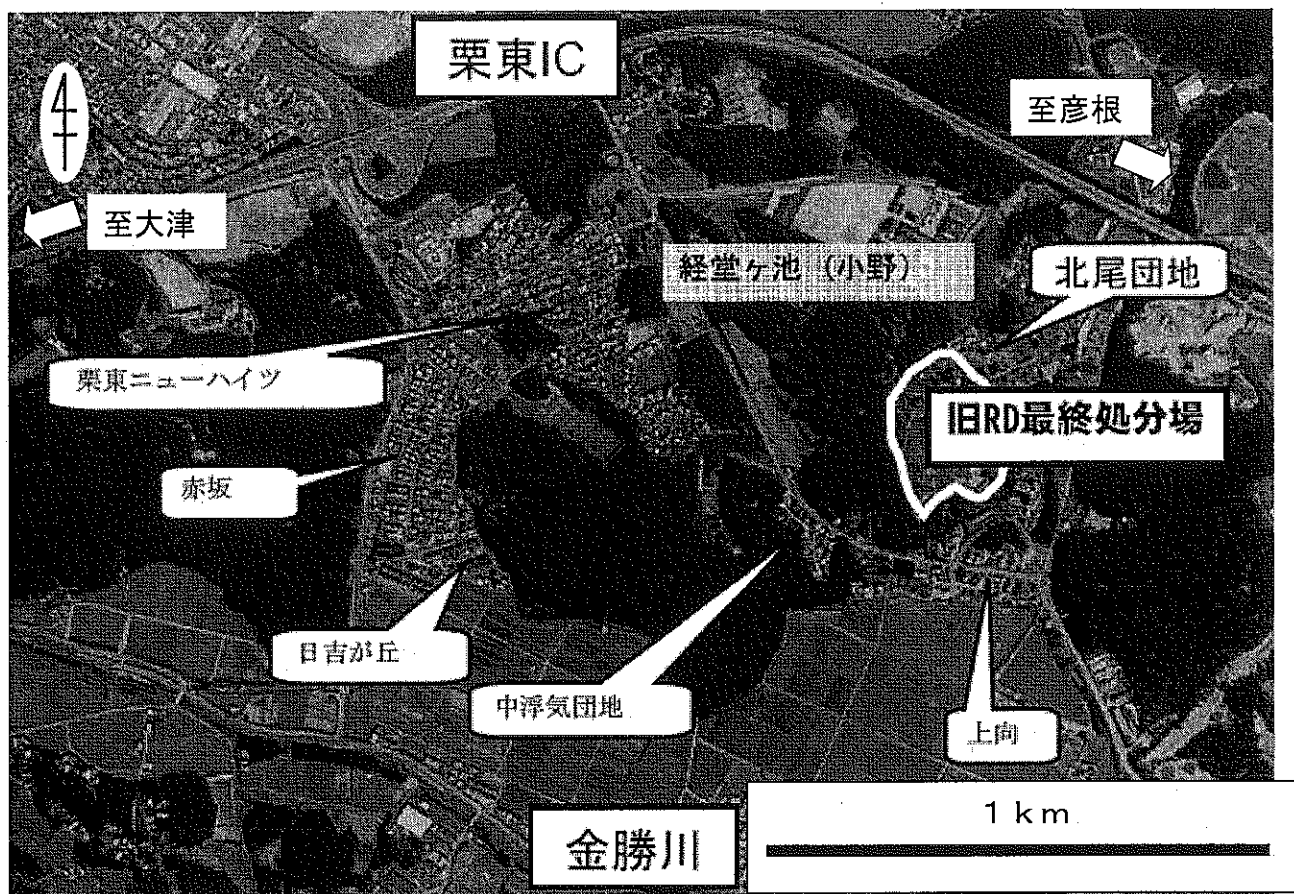 栗東IC
至彦根
至大津
経堂ヶ池（小野）
北尾団地
栗東ニューハイツ
旧RD最終処分場
赤坂
日吉が丘
中浮気団地
上向
1km
金勝川